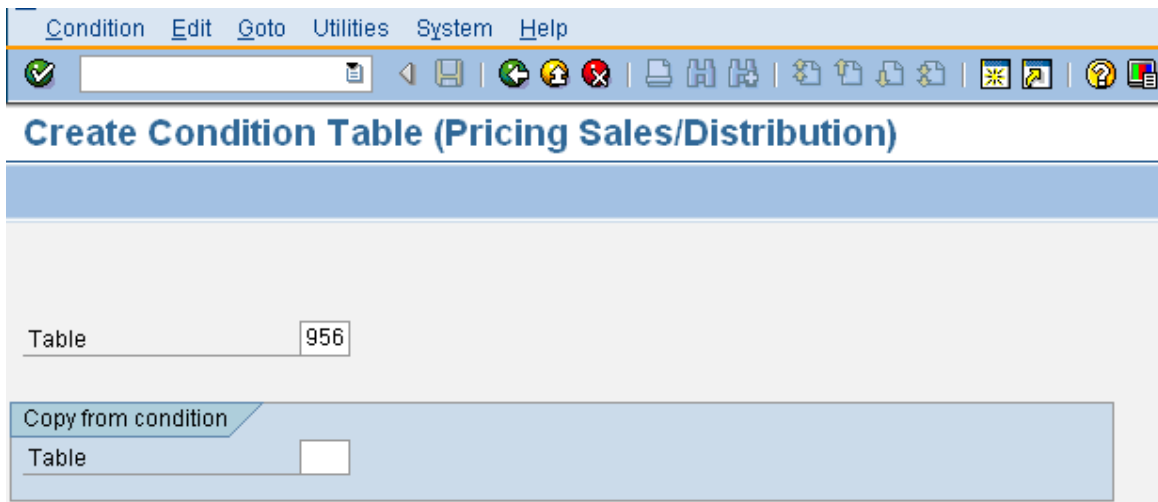 Condition Edit Goto Utilities System Help
Create Condition Table (Pricing Sales/Distribution)
Table 956
Copy from condition
Table